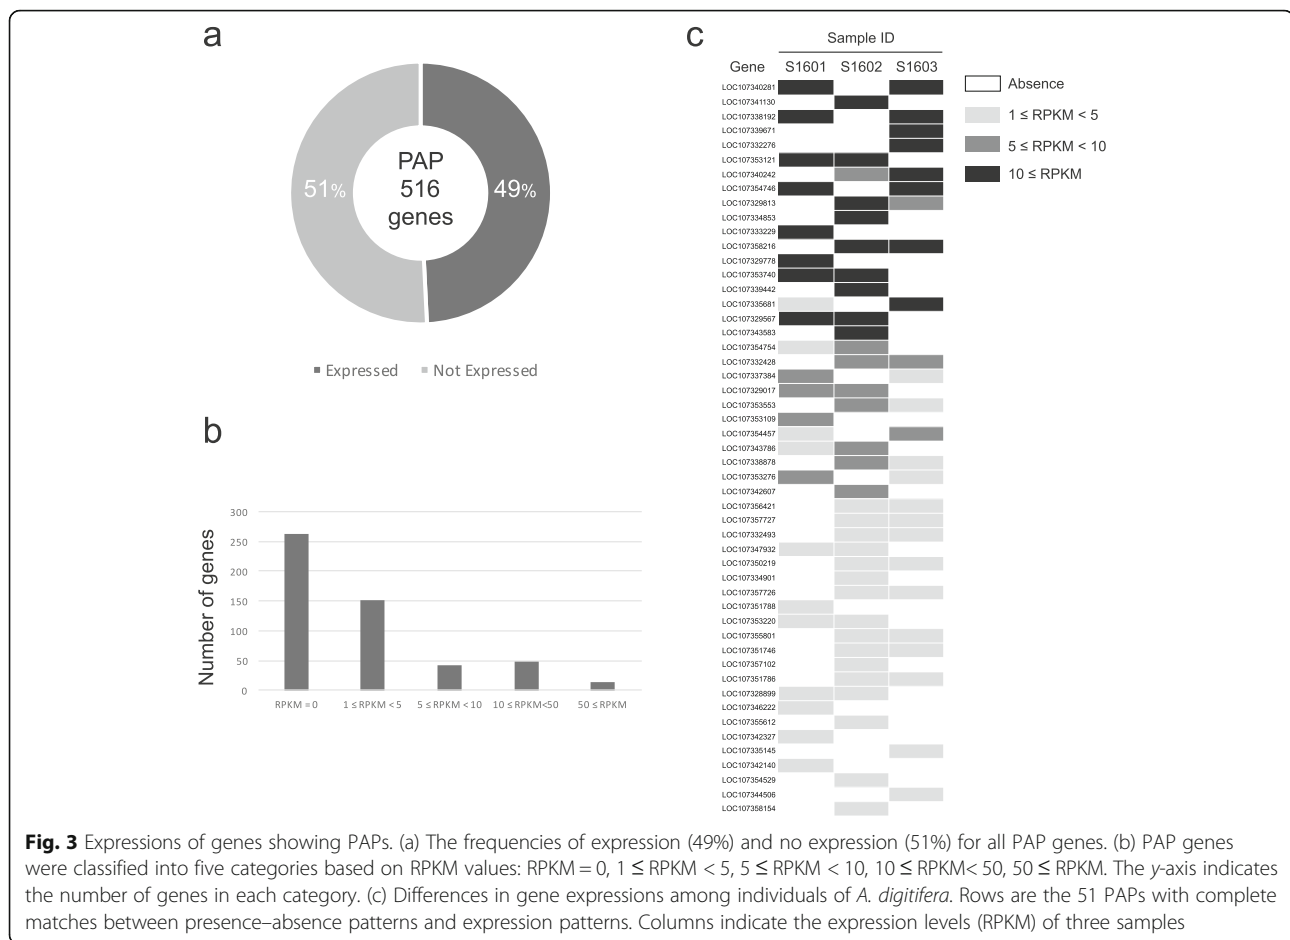 a
PAP
516
genes
51%
49%
Expressed
Not Expressed
b
Number of genes
300
250
200
150
100
50
0
RPKM = 0
1 ≤ RPKM < 5
5 ≤ RPKM < 10
10 ≤ RPKM<50
50 ≤ RPKM
c
Sample ID
Gene S1601 S1602 S1603
LOC107340281
LOC107341130
LOC107338192
LOC107339671
LOC107332276
LOC107353121
LOC107340242
LOC107354746
LOC107329813
LOC107334853
LOC107333229
LOC107358216
LOC107329778
LOC107353740
LOC107339442
LOC107335681
LOC107329567
LOC107343583
LOC107354754
LOC107332428
LOC107337384
LOC107329017
LOC107353553
LOC107353109
LOC107354457
LOC107343786
LOC107338878
LOC107353276
LOC107342607
LOC107356421
LOC107357727
LOC107332493
LOC107347932
LOC107350219
LOC107334901
LOC107357726
LOC107351788
LOC107353220
LOC107355801
LOC107351746
LOC107357102
LOC107351786
LOC107328899
LOC107346222
LOC107355612
LOC107342327
LOC107335145
LOC107342140
LOC107354529
LOC107344506
LOC107358154
Absence
1 ≤ RPKM < 5
5 ≤ RPKM < 10
10 ≤ RPKM
Fig. 3 Expressions of genes showing PAPs. (a) The frequencies of expression (49%) and no expression (51%) for all PAP genes. (b) PAP genes
were classified into five categories based on RPKM values: RPKM = 0, 1 ≤ RPKM < 5, 5 ≤ RPKM < 10, 10 ≤ RPKM< 50, 50 ≤ RPKM. The y-axis indicates
the number of genes in each category. (c) Differences in gene expressions among individuals of A. digitifera. Rows are the 51 PAPs with complete
matches between presence–absence patterns and expression patterns. Columns indicate the expression levels (RPKM) of three samples